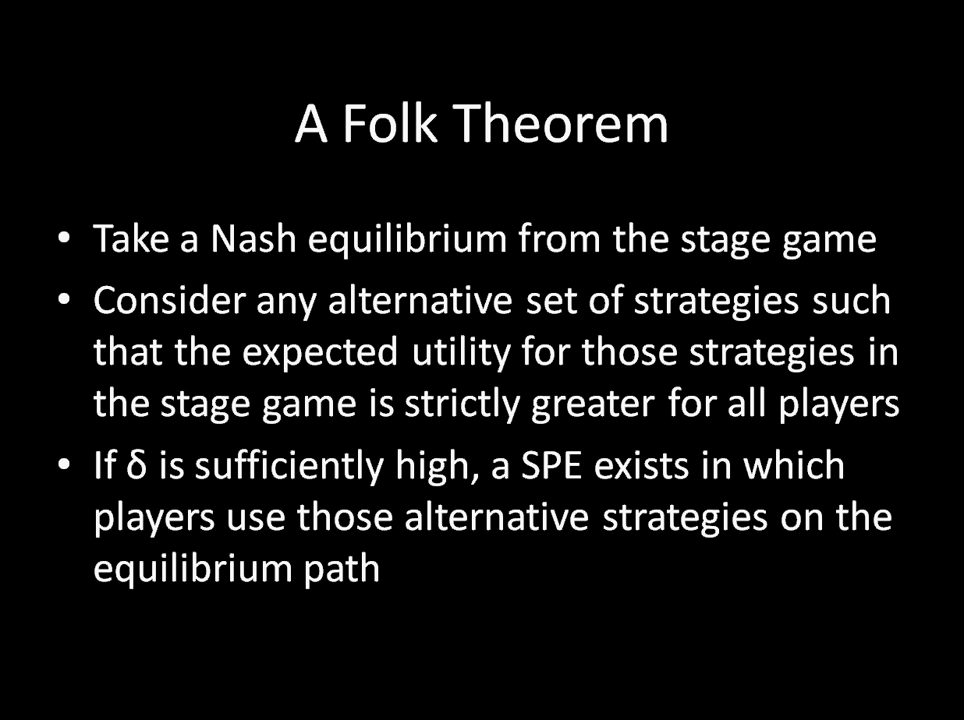 A Folk Theorem
• Take a Nash equilibrium from the stage game
• Consider any alternative set of strategies such
that the expected utility for those strategies in
the stage game is strictly greater for all players
• If δ is sufficiently high, a SPE exists in which
players use those alternative strategies on the
equilibrium path